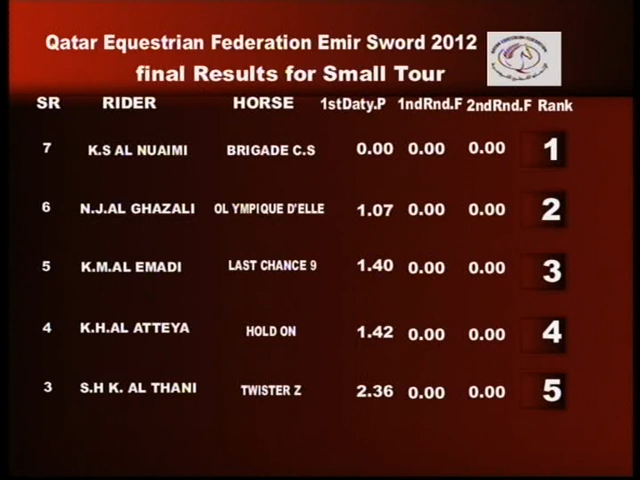 Qatar Equestrian Federation Emir Sword 2012
final Results for Small Tour
SR RIDER HORSE 1stDaty.P 1ndRnd.F 2ndRnd.F Rank
7 K.S AL NUAIMI BRIGADE C.S 0.00 0.00 0.00 1
6 N.J.AL GHAZALI OL YMPIQUE D'ELLE 1.07 0.00 0.00 2
5 K.M.AL EMADI LAST CHANCE 9 1.40 0.00 0.00 3
4 K.H.AL ATTEYA HOLD ON 1.42 0.00 0.00 4
3 S.H K. AL THANI TWISTER Z 2.36 0.00 0.00 5